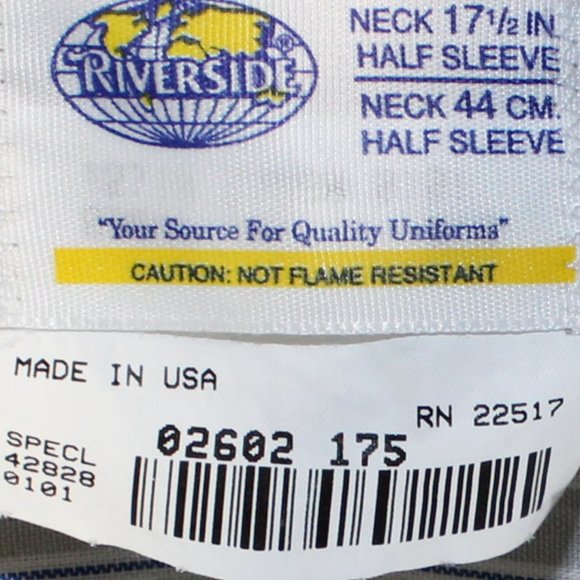 RIVERSIDE®
NECK 17½ IN.
HALF SLEEVE
NECK 44 CM.
HALF SLEEVE
"Your Source For Quality Uniforms"
CAUTION: NOT FLAME RESISTANT
MADE IN USA
RN 22517
02602 175
SPECL
42828
0101